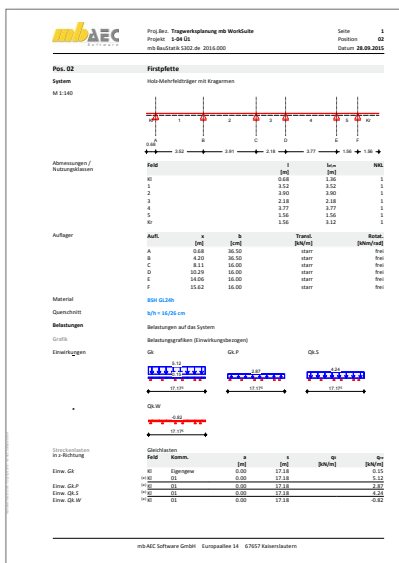 mb AEC
Software
Proj.Bez. Tragwerksplanung mb WorkSuite Seite 1
Projekt 1-04 Ü1 Position 02
mb BauStatik S302.de 2016.000 Datum 28.09.2015
Pos. 02 Firstpfette
System Holz-Mehrfeldträger mit Kragarmen
M 1:140
Kl 1 2 3 4 5 Kr
A B C D E F
0.68 3.52 3.91 2.18 3.77 1.56 1.56
Abmessungen / Nutzungsklassen
Feld l lef,m NKL
[m] [m]
Kl 0.68 1.36 1
1 3.52 3.52 1
2 3.90 3.90 1
3 2.18 2.18 1
4 3.77 3.77 1
5 1.56 1.56 1
Kr 1.56 3.12 1
Auflager Aufl. x b Transl. Rotat.
[m] [cm] [kN/m] [kNm/rad]
A 0.68 36.50 starr frei
B 4.20 36.50 starr frei
C 8.11 16.00 starr frei
D 10.29 16.00 starr frei
E 14.06 16.00 starr frei
F 15.62 16.00 starr frei
Material BSH GL24h
Querschnitt b/h = 16/26 cm
Belastungen Belastungen auf das System
Grafik Belastungsgrafiken (Einwirkungsbezogen)
Einwirkungen Gk Gk.P Qk.S
5.12 2.87 4.24
0.15
17.17⁵ 17.17⁵ 17.17⁵
Qk.W
-0.82
17.17⁵
Streckenlasten Gleichlasten
in z-Richtung Feld Komm. a s
[m] [m] [kN/m] [kN/m]
Einw. Gk Kl Eigengew 0.00 17.18 0.15
Kl 01 0.00 17.18 5.12
Einw. Gk.P Kl 01 0.00 17.18 2.87
Einw. Qk.S Kl 01 0.00 17.18 4.24
Einw. Qk.W Kl 01 0.00 17.18 -0.82
mb AEC Software GmbH Europaallee 14 67657 Kaiserslautern